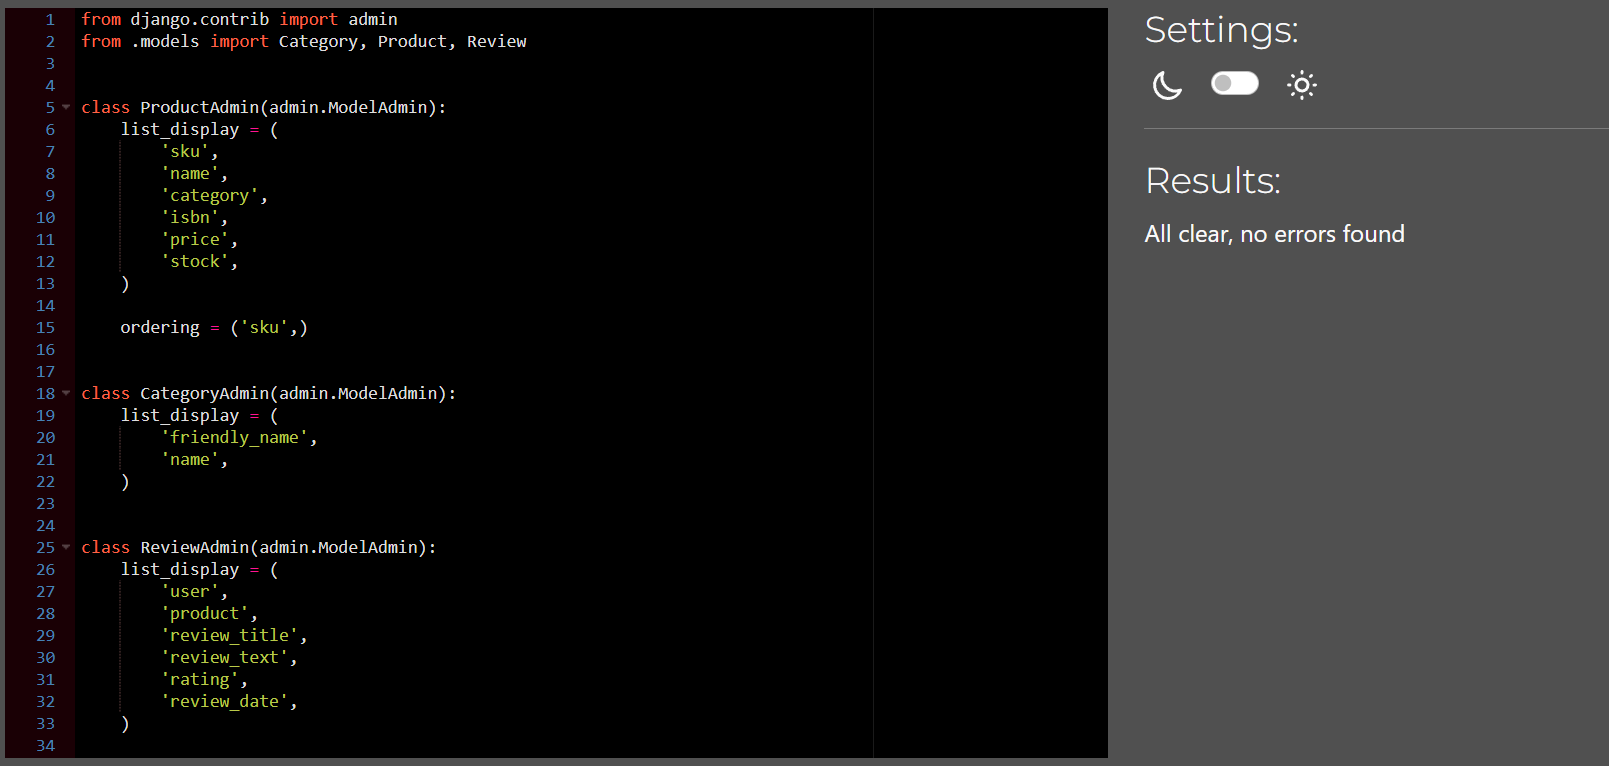 1 from django.contrib import admin
2 from .models import Category, Product, Review
3
4
5 class ProductAdmin(admin.ModelAdmin):
6     list_display = (
7         'sku',
8         'name',
9         'category',
10         'isbn',
11         'price',
12         'stock',
13     )
14
15     ordering = ('sku',)
16
17
18 class CategoryAdmin(admin.ModelAdmin):
19     list_display = (
20         'friendly_name',
21         'name',
22     )
23
24
25 class ReviewAdmin(admin.ModelAdmin):
26     list_display = (
27         'user',
28         'product',
29         'review_title',
30         'review_text',
31         'rating',
32         'review_date',
33     )
34
Settings:
Results:
All clear, no errors found